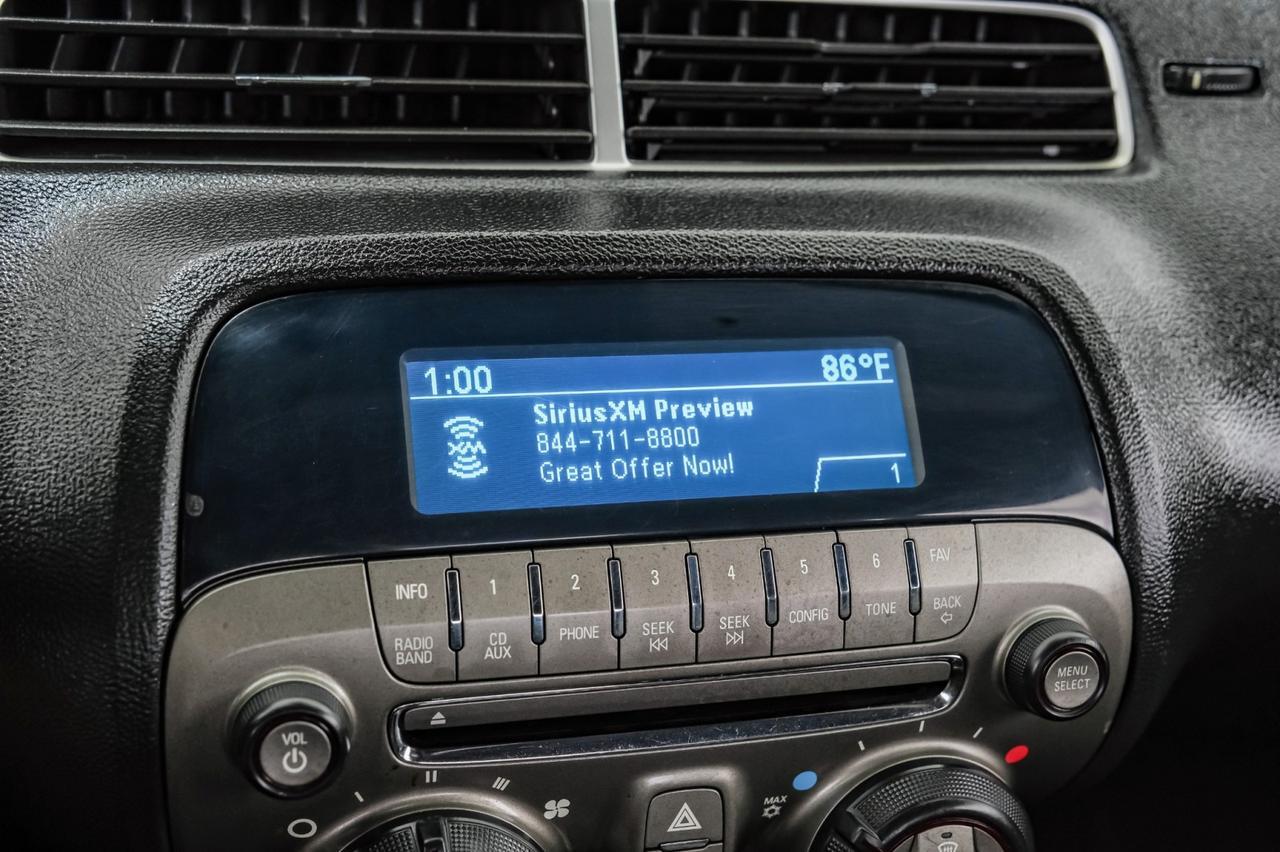 1:00 86°F
XM
SiriusXM Preview
844-711-8800
Great Offer Now!
1
INFO 1 2 3 4 5 6 FAV
RADIO BAND CD AUX PHONE SEEK SEEK CONFIG TONE BACK
MENU SELECT
VOL
MAX